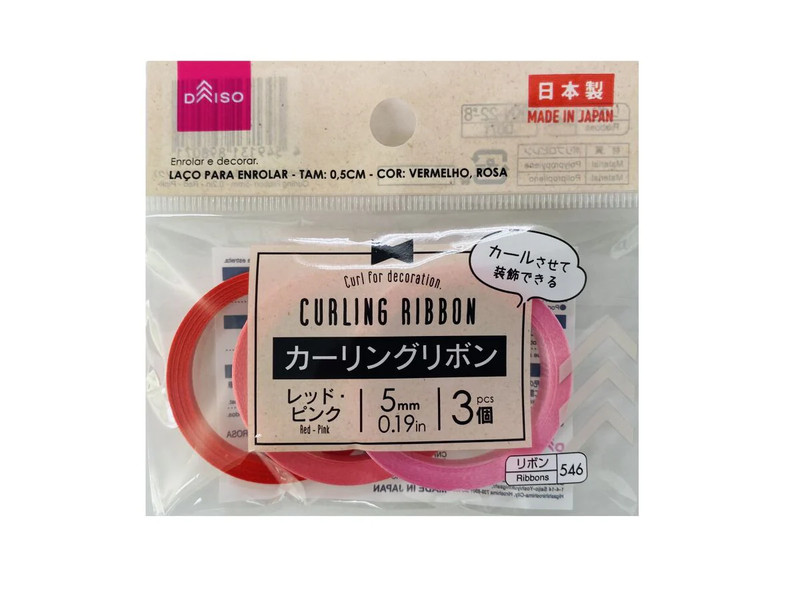 DAISO
日本製
MADE IN JAPAN
Enrolar e decorar.
LAÇO PARA ENROLAR - TAM: 0,5CM - COR: VERMELHO, ROSA
カールさせて
装飾できる
Curl for decoration.
CURLING RIBBON
カーリングリボン
レッド・
ピンク
Red - Pink
5mm
0.19in
3pcs
個
リボン
Ribbons
546
MADE IN JAPAN